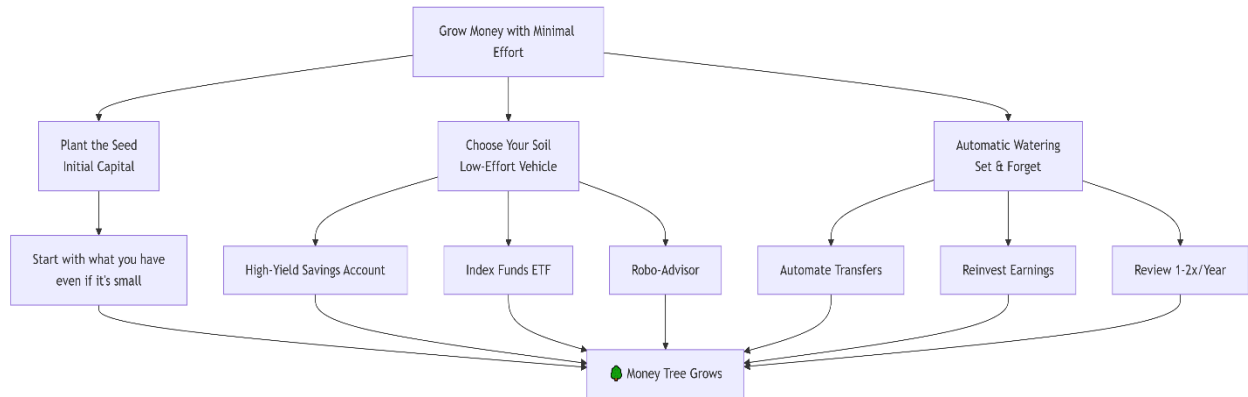 Grow Money with Minimal
Effort
Plant the Seed
Initial Capital
Choose Your Soil
Low-Effort Vehicle
Automatic Watering
Set & Forget
Start with what you have
even if it's small
High-Yield Savings Account
Index Funds ETF
Robo-Advisor
Automate Transfers
Reinvest Earnings
Review 1-2x/Year
🌳 Money Tree Grows